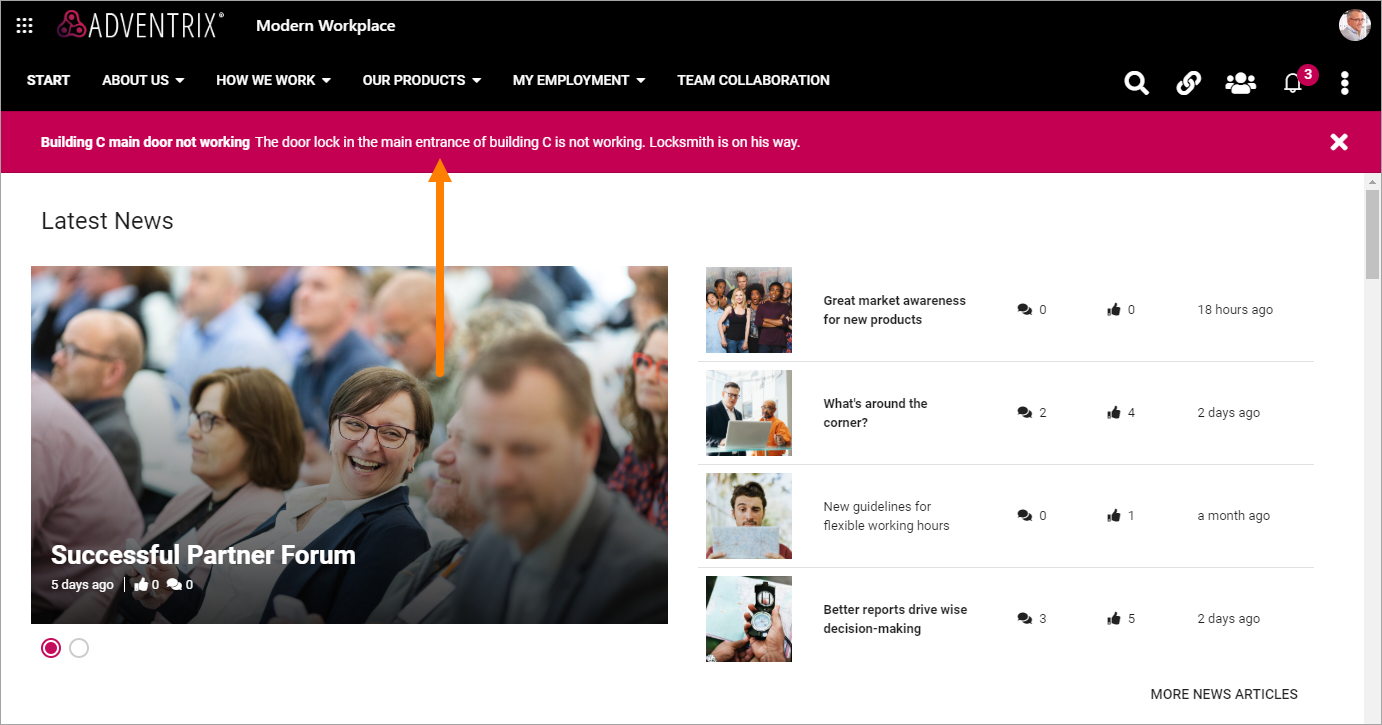 ADVENTRIX® Modern Workplace
START ABOUT US HOW WE WORK OUR PRODUCTS MY EMPLOYMENT TEAM COLLABORATION 3
Building C main door not working The door lock in the main entrance of building C is not working. Locksmith is on his way.
Latest News
Successful Partner Forum
5 days ago 0 0
Great market awareness
for new products
0 0 18 hours ago
What's around the
corner?
2 4 2 days ago
New guidelines for
flexible working hours
0 1 a month ago
Better reports drive wise
decision-making
3 5 2 days ago
MORE NEWS ARTICLES